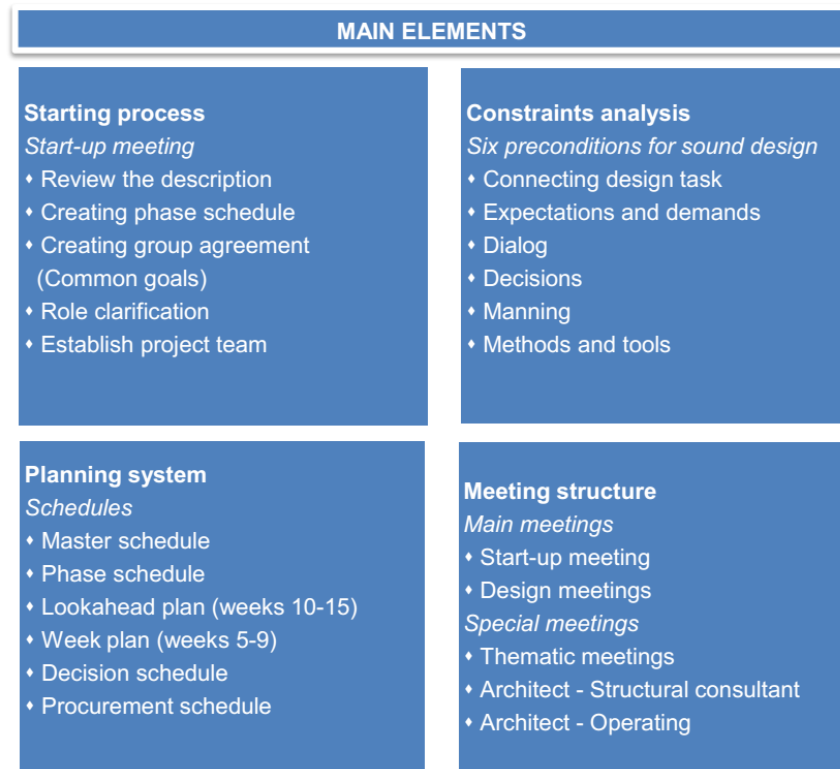 MAIN ELEMENTS
Starting process
Start-up meeting
♦ Review the description
♦ Creating phase schedule
♦ Creating group agreement
(Common goals)
♦ Role clarification
♦ Establish project team
Constraints analysis
Six preconditions for sound design
♦ Connecting design task
♦ Expectations and demands
♦ Dialog
♦ Decisions
♦ Manning
♦ Methods and tools
Planning system
Schedules
♦ Master schedule
♦ Phase schedule
♦ Lookahead plan (weeks 10-15)
♦ Week plan (weeks 5-9)
♦ Decision schedule
♦ Procurement schedule
Meeting structure
Main meetings
♦ Start-up meeting
♦ Design meetings
Special meetings
♦ Thematic meetings
♦ Architect - Structural consultant
♦ Architect - Operating